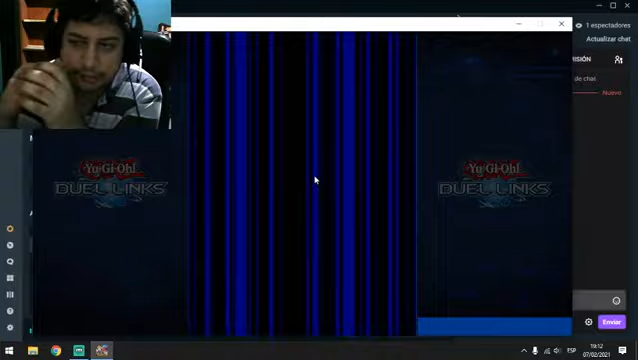 1 espectadores
Actualizar chat
de chat
Nuevo
Yu-Gi-Oh!
DUEL LINKS
Yu-Gi-Oh!
DUEL LINKS
Enviar
ESP
19:12
07/02/2021